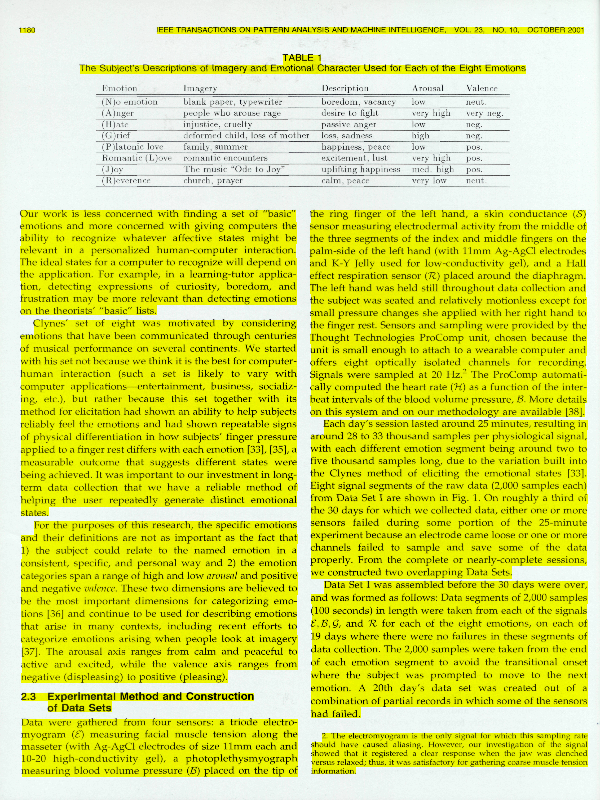 1180
IEEE TRANSACTIONS ON PATTERN ANALYSIS AND MACHINE INTELLIGENCE, VOL. 23, NO. 10, OCTOBER 2001
TABLE 1
The Subject's Descriptions of Imagery and Emotional Character Used for Each of the Eight Emotions
Emotion Imagery Description Arousal Valence
(N)o emotion blank paper, typewriter boredom, vacancy low neut.
(A)nger people who arouse rage desire to fight very high very neg.
(H)ate injustice, cruelty passive anger low neg.
(G)rief deformed child, loss of mother loss, sadness high neg.
(P)latonic love family, summer happiness, peace low pos.
Romantic (L)ove romantic encounters excitement, lust very high pos.
(J)oy The music "Ode to Joy" uplifting happiness med. high pos.
(R)everence church, prayer calm, peace very low neut.
Our work is less concerned with finding a set of "basic"
emotions and more concerned with giving computers the
ability to recognize whatever affective states might be
relevant in a personalized human-computer interaction.
The ideal states for a computer to recognize will depend on
the application. For example, in a learning-tutor applica-
tion, detecting expressions of curiosity, boredom, and
frustration may be more relevant than detecting emotions
on the theorists' "basic" lists.
Clynes' set of eight was motivated by considering
emotions that have been communicated through centuries
of musical performance on several continents. We started
with his set not because we think it is the best for computer-
human interaction (such a set is likely to vary with
computer applications—entertainment, business, socializ-
ing, etc.), but rather because this set together with its
method for elicitation had shown an ability to help subjects
reliably feel the emotions and had shown repeatable signs
of physical differentiation in how subjects' finger pressure
applied to a finger rest differs with each emotion [33], [35], a
measurable outcome that suggests different states were
being achieved. It was important to our investment in long-
term data collection that we have a reliable method of
helping the user repeatedly generate distinct emotional
states.
For the purposes of this research, the specific emotions
and their definitions are not as important as the fact that
1) the subject could relate to the named emotion in a
consistent, specific, and personal way and 2) the emotion
categories span a range of high and low arousal and positive
and negative valence. These two dimensions are believed to
be the most important dimensions for categorizing emo-
tions [36] and continue to be used for describing emotions
that arise in many contexts, including recent efforts to
categorize emotions arising when people look at imagery
[37]. The arousal axis ranges from calm and peaceful to
active and excited, while the valence axis ranges from
negative (displeasing) to positive (pleasing).
2.3 Experimental Method and Construction
of Data Sets
Data were gathered from four sensors: a triode electro-
myogram (E) measuring facial muscle tension along the
masseter (with Ag-AgCl electrodes of size 11mm each and
10-20 high-conductivity gel), a photoplethysmyograph
measuring blood volume pressure (B) placed on the tip of
the ring finger of the left hand, a skin conductance (S)
sensor measuring electrodermal activity from the middle of
the three segments of the index and middle fingers on the
palm-side of the left hand (with 11mm Ag-AgCl electrodes
and K-Y Jelly used for low-conductivity gel), and a Hall
effect respiration sensor (R) placed around the diaphragm.
The left hand was held still throughout data collection and
the subject was seated and relatively motionless except for
small pressure changes she applied with her right hand to
the finger rest. Sensors and sampling were provided by the
Thought Technologies ProComp unit, chosen because the
unit is small enough to attach to a wearable computer and
offers eight optically isolated channels for recording.
Signals were sampled at 20 Hz.2 The ProComp automati-
cally computed the heart rate (H) as a function of the inter-
beat intervals of the blood volume pressure, B. More details
on this system and on our methodology are available [38].
Each day's session lasted around 25 minutes, resulting in
around 28 to 33 thousand samples per physiological signal,
with each different emotion segment being around two to
five thousand samples long, due to the variation built into
the Clynes method of eliciting the emotional states [33].
Eight signal segments of the raw data (2,000 samples each)
from Data Set I are shown in Fig. 1. On roughly a third of
the 30 days for which we collected data, either one or more
sensors failed during some portion of the 25-minute
experiment because an electrode came loose or one or more
channels failed to sample and save some of the data
properly. From the complete or nearly-complete sessions,
we constructed two overlapping Data Sets.
Data Set I was assembled before the 30 days were over,
and was formed as follows: Data segments of 2,000 samples
(100 seconds) in length were taken from each of the signals
E, B, G, and R for each of the eight emotions, on each of
19 days where there were no failures in these segments of
data collection. The 2,000 samples were taken from the end
of each emotion segment to avoid the transitional onset
where the subject was prompted to move to the next
emotion. A 20th day's data set was created out of a
combination of partial records in which some of the sensors
had failed.
2. The electromyogram is the only signal for which this sampling rate
should have caused aliasing. However, our investigation of the signal
showed that it registered a clear response when the jaw was clenched
versus relaxed; thus, it was satisfactory for gathering coarse muscle tension
information.